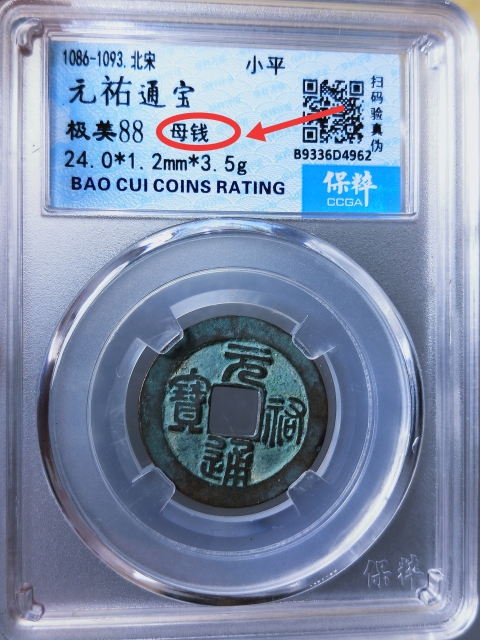 1086-1093.北宋 小平
元祐通宝
极美88 母钱
24.0*1.2mm*3.5g
BAO CUI COINS RATING
扫码验真伪
B9336D4962
保粹
CCGA
元祐通寶
保粹